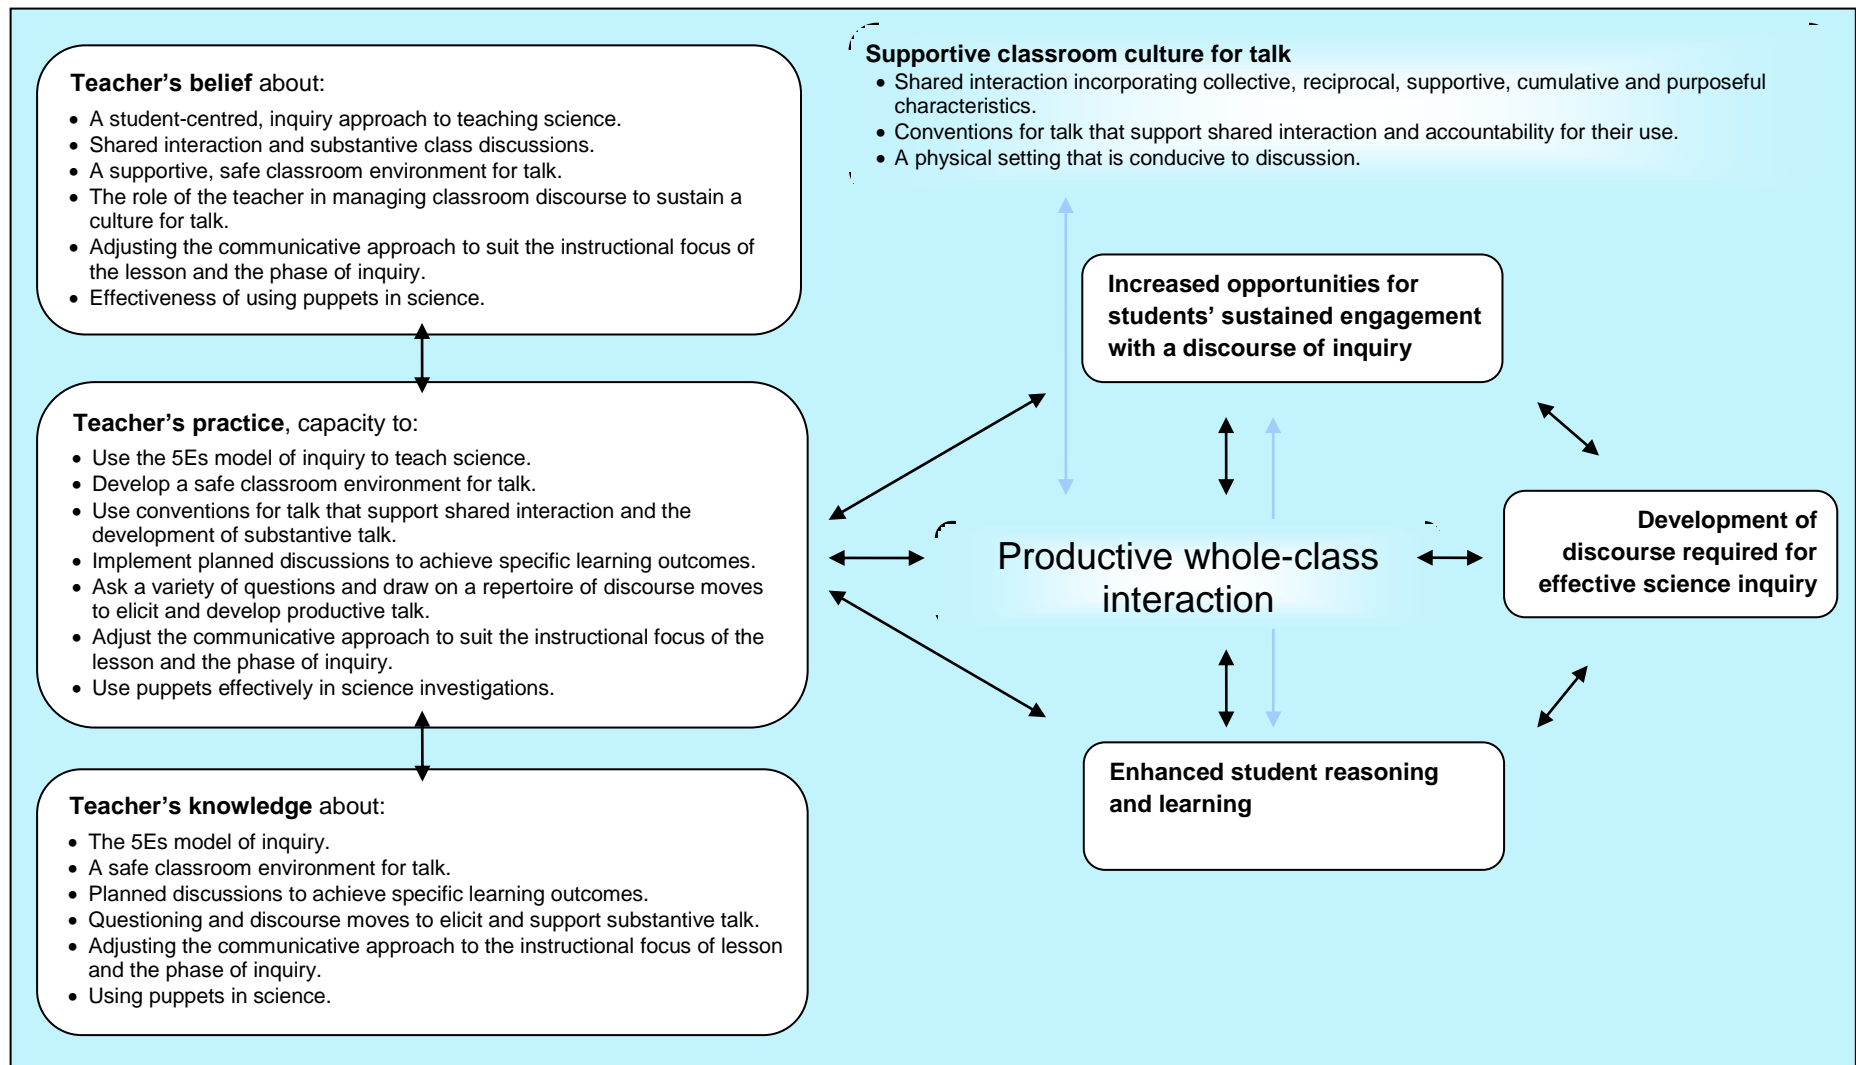 Teacher’s belief about:
• A student-centred, inquiry approach to teaching science.
• Shared interaction and substantive class discussions.
• A supportive, safe classroom environment for talk.
• The role of the teacher in managing classroom discourse to sustain a
culture for talk.
• Adjusting the communicative approach to suit the instructional focus of
the lesson and the phase of inquiry.
• Effectiveness of using puppets in science.
Teacher’s practice, capacity to:
• Use the 5Es model of inquiry to teach science.
• Develop a safe classroom environment for talk.
• Use conventions for talk that support shared interaction and the
development of substantive talk.
• Implement planned discussions to achieve specific learning outcomes.
• Ask a variety of questions and draw on a repertoire of discourse moves
to elicit and develop productive talk.
• Adjust the communicative approach to suit the instructional focus of the
lesson and the phase of inquiry.
• Use puppets effectively in science investigations.
Teacher’s knowledge about:
• The 5Es model of inquiry.
• A safe classroom environment for talk.
• Planned discussions to achieve specific learning outcomes.
• Questioning and discourse moves to elicit and support substantive talk.
• Adjusting the communicative approach to the instructional focus of lesson
and the phase of inquiry.
• Using puppets in science.
Supportive classroom culture for talk
• Shared interaction incorporating collective, reciprocal, supportive, cumulative and purposeful
characteristics.
• Conventions for talk that support shared interaction and accountability for their use.
• A physical setting that is conducive to discussion.
Increased opportunities for
students’ sustained engagement
with a discourse of inquiry
Productive whole-class
interaction
Development of
discourse required for
effective science inquiry
Enhanced student reasoning
and learning